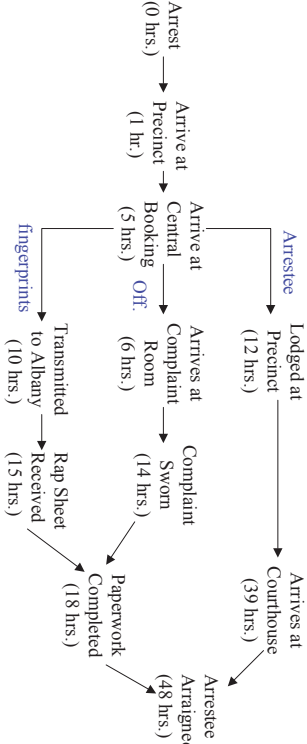 Arrest
(0 hrs.)
Arrive at
Precinct
(1 hr.)
Arrive at
Central
Booking
(5 hrs.)
Arrestee
Lodged at
Precinct
(12 hrs.)
Arrives at
Courthouse
(39 hrs.)
Off.
Arrives at
Complaint
Room
(6 hrs.)
Complaint
Sworn
(14 hrs.)
fingerprints
Transmitted
to Albany
(10 hrs.)
Rap Sheet
Received
(15 hrs.)
Paperwork
Completed
(18 hrs.)
Arrestee
Arraigned
(48 hrs.)